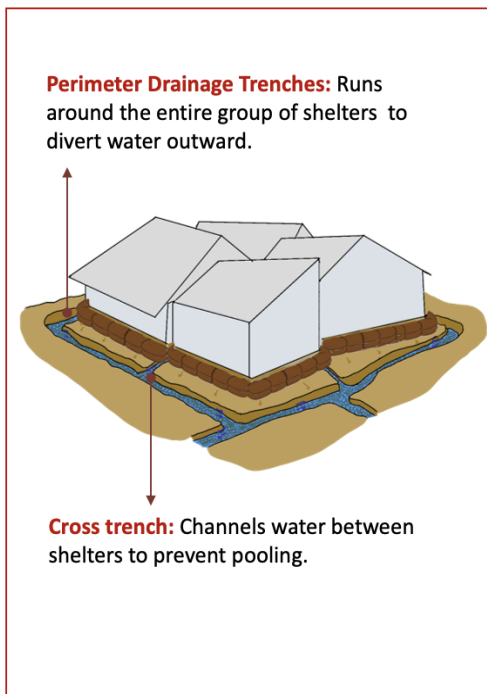 Perimeter Drainage Trenches: Runs
around the entire group of shelters to
divert water outward.
Cross trench: Channels water between
shelters to prevent pooling.